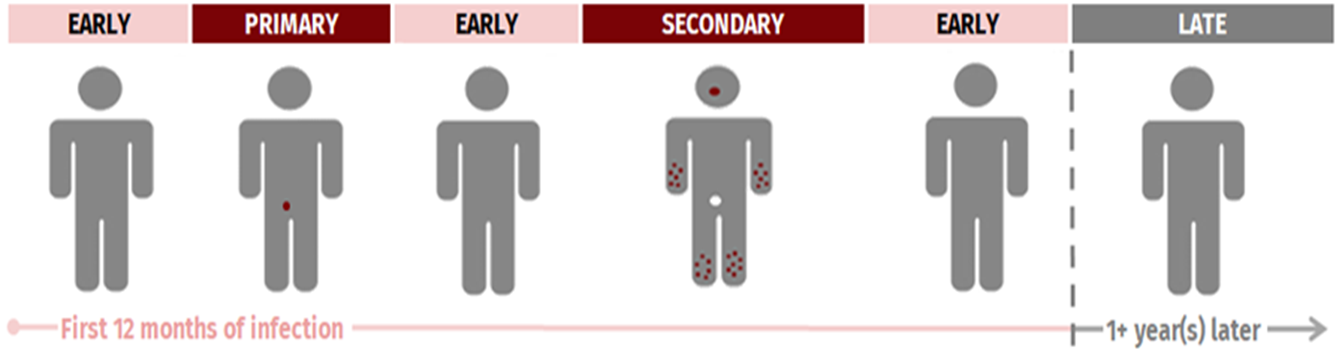 EARLY PRIMARY EARLY SECONDARY EARLY LATE
First 12 months of infection 1+ year(s) later